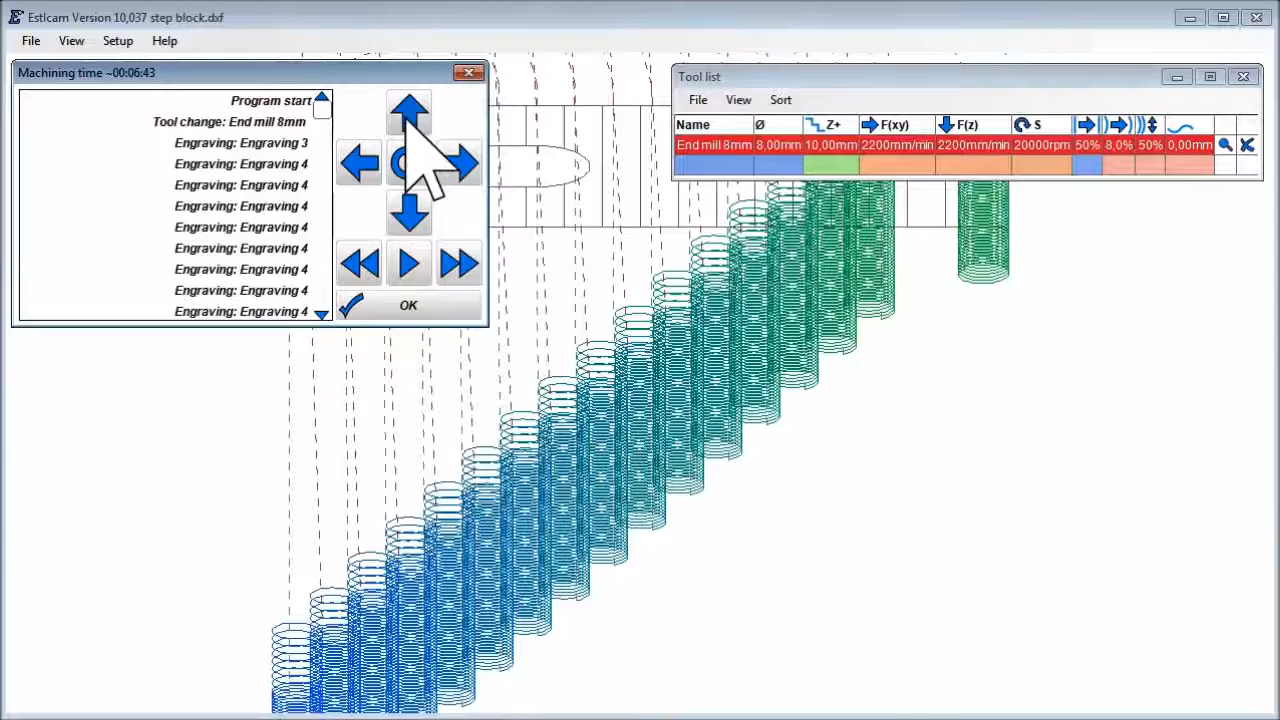 Estlcam Version 10,037 step block.dxf
File View Setup Help
Machining time ~00:06:43
Program start
Tool change: End mill 8mm
Engraving: Engraving 3
Engraving: Engraving 4
Engraving: Engraving 4
Engraving: Engraving 4
Engraving: Engraving 4
Engraving: Engraving 4
Engraving: Engraving 4
Engraving: Engraving 4
Engraving: Engraving 4
OK
Tool list
File View Sort
Name Ø Z+ F(xy) F(z) S
End mill 8mm 8,00mm 10,00mm 2200mm/min 2200mm/min 20000rpm 50% 8,0% 50% 0,00mm